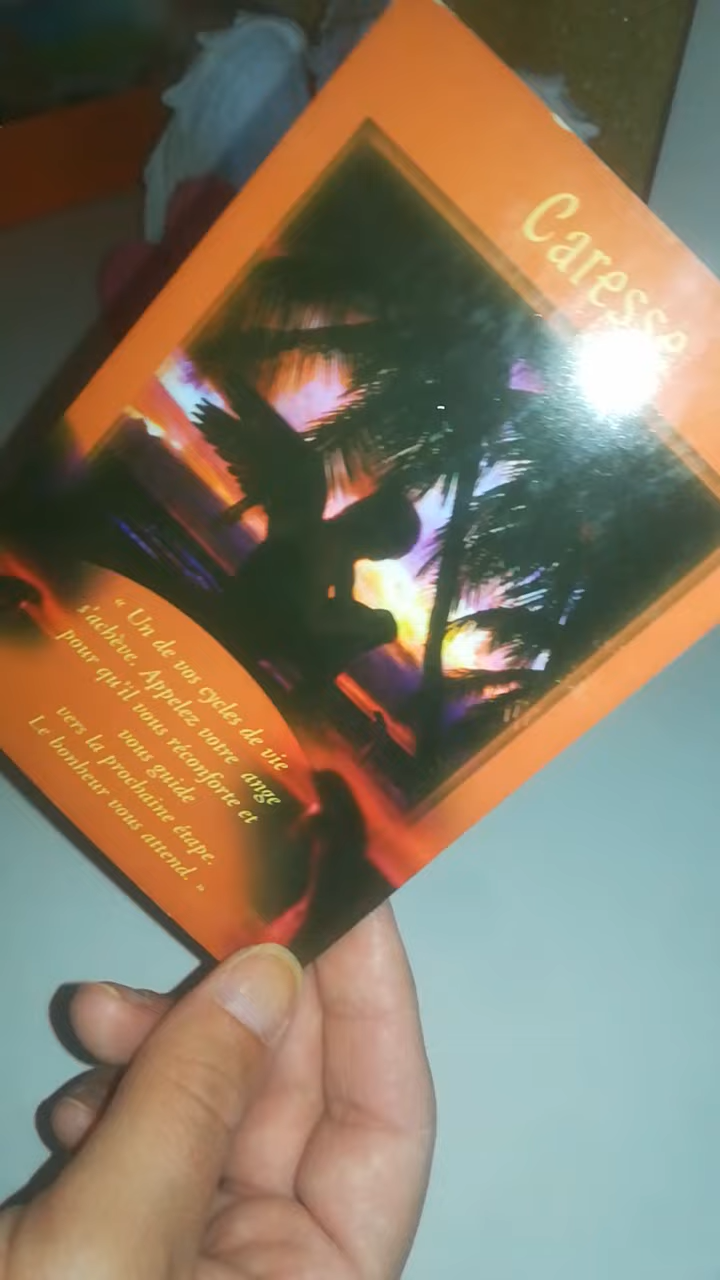 Caresse
« Un de vos cycles de vie
s'achève. Appelez votre ange
pour qu'il vous réconforte et
vous guide
vers la prochaine étape.
Le bonheur vous attend. »